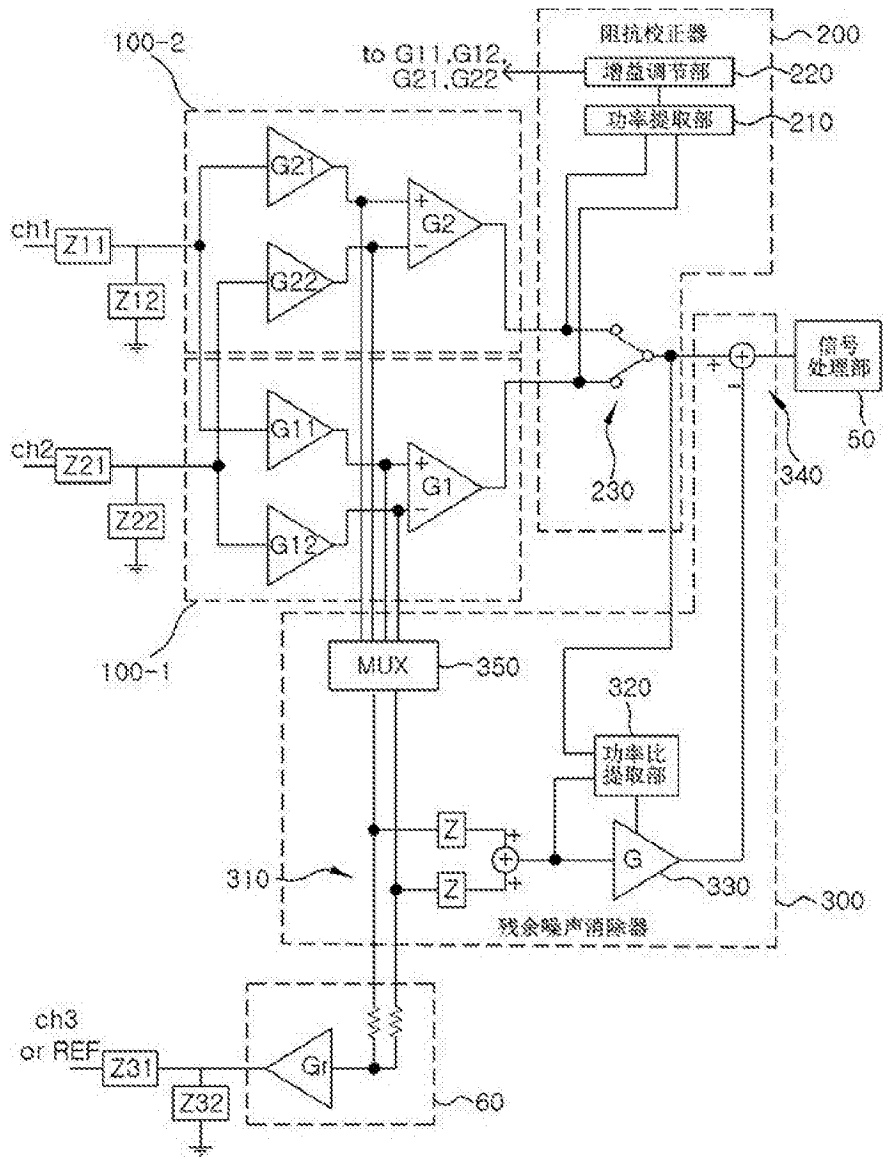 100-2
to G11,G12,
G21,G22
阻抗校正器
200
增益调节部
220
功率提取部
210
G21
G2
+
−
ch1
Z11
Z12
G22
信号
处理部
50
+
−
340
230
G11
G1
+
−
ch2
Z21
Z22
G12
100-1
MUX
350
320
功率比
提取部
Z
+
Z
+
G
330
310
300
残余噪声消除器
ch3
or REF
Z31
Z32
Gr
60